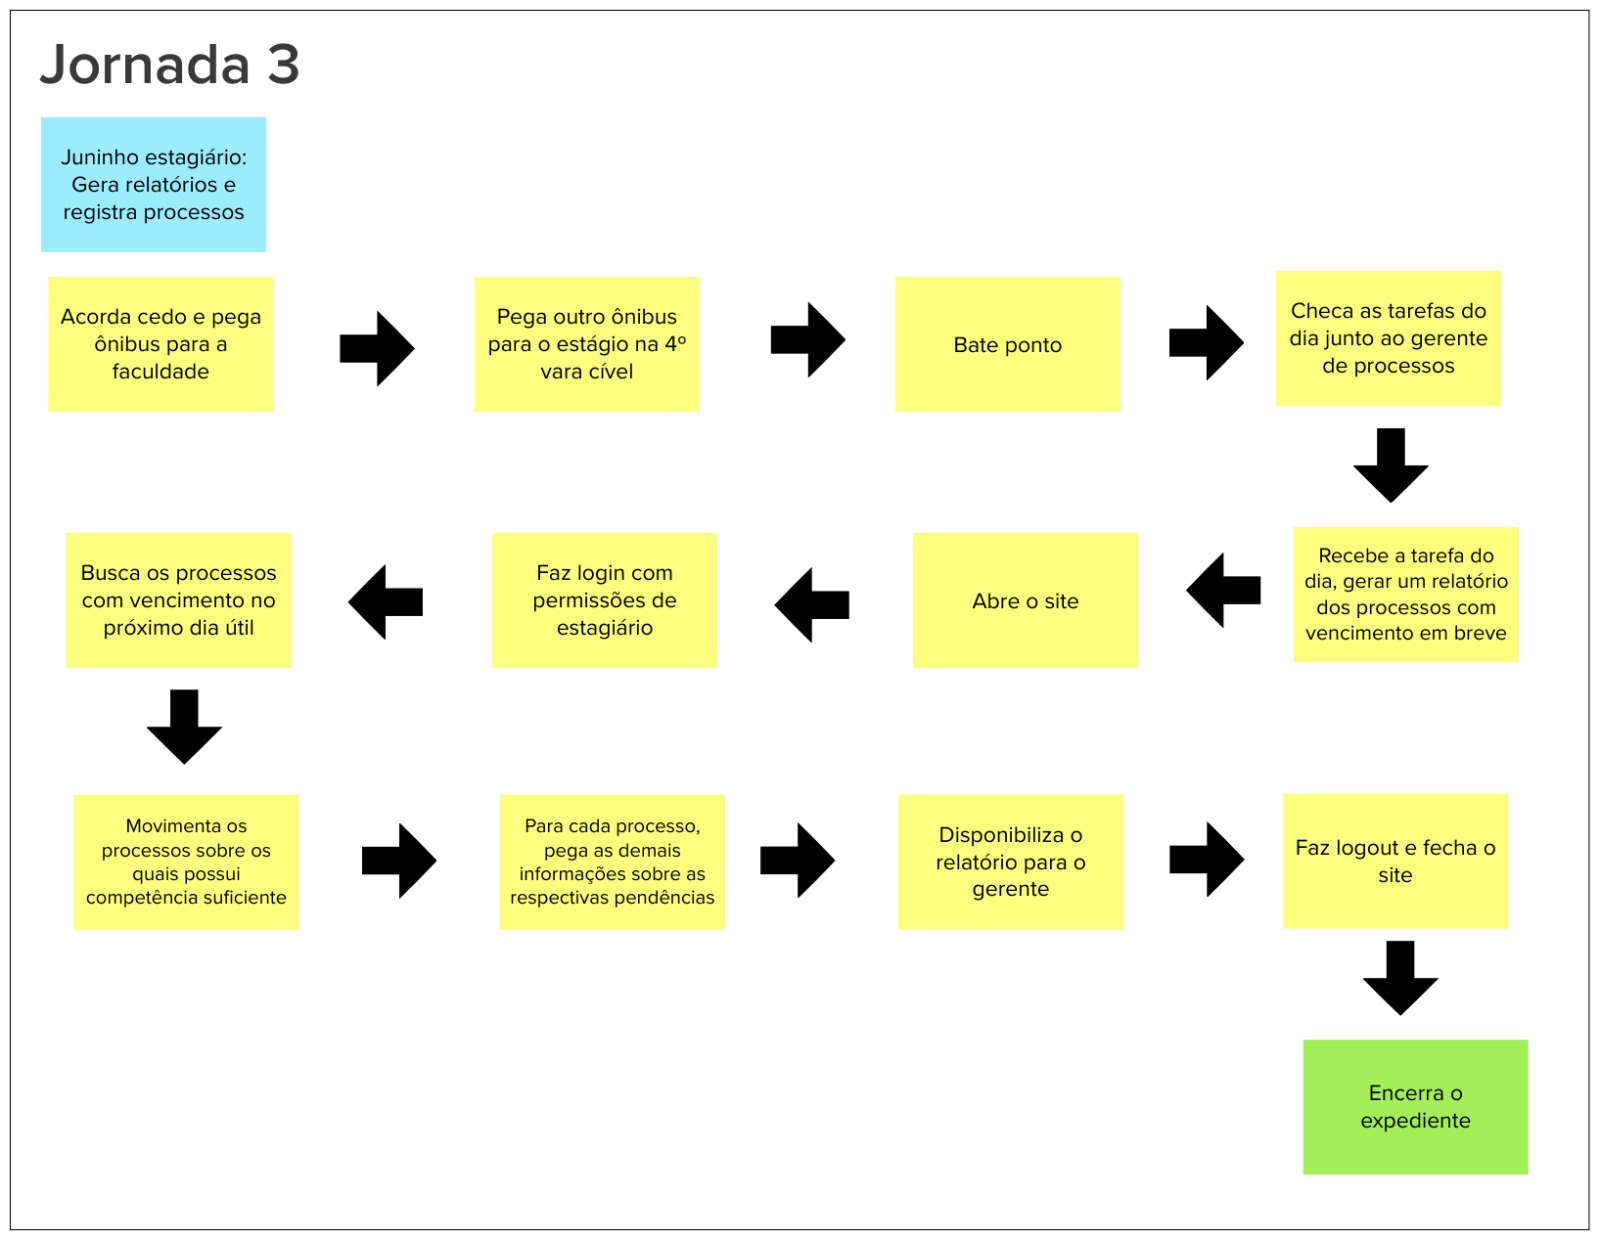 Jornada 3
Juninho estagiário:
Gera relatórios e
registra processos
Acorda cedo e pega
ônibus para a
faculdade
Pega outro ônibus
para o estágio na 4º
vara cível
Bate ponto
Checa as tarefas do
dia junto ao gerente
de processos
Recebe a tarefa do
dia, gerar um relatório
dos processos com
vencimento em breve
Abre o site
Faz login com
permissões de
estagiário
Busca os processos
com vencimento no
próximo dia útil
Movimenta os
processos sobre os
quais possui
competência suficiente
Para cada processo,
pega as demais
informações sobre as
respectivas pendências
Disponibiliza o
relatório para o
gerente
Faz logout e fecha o
site
Encerra o
expediente